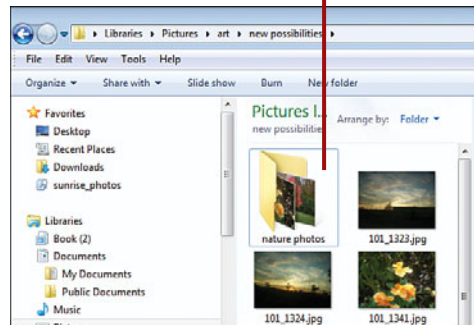 Libraries ▸ Pictures ▸ art ▸ new possibilities ▸
File Edit View Tools Help
Organize ▾ Share with ▾ Slide show Burn New folder
Favorites
Desktop
Recent Places
Downloads
sunrise_photos
Libraries
Book (2)
Documents
My Documents
Public Documents
Music
Pictures l...
new possibilities
Arrange by: Folder ▾
nature photos
101_1323.jpg
101_1324.jpg
101_1341.jpg